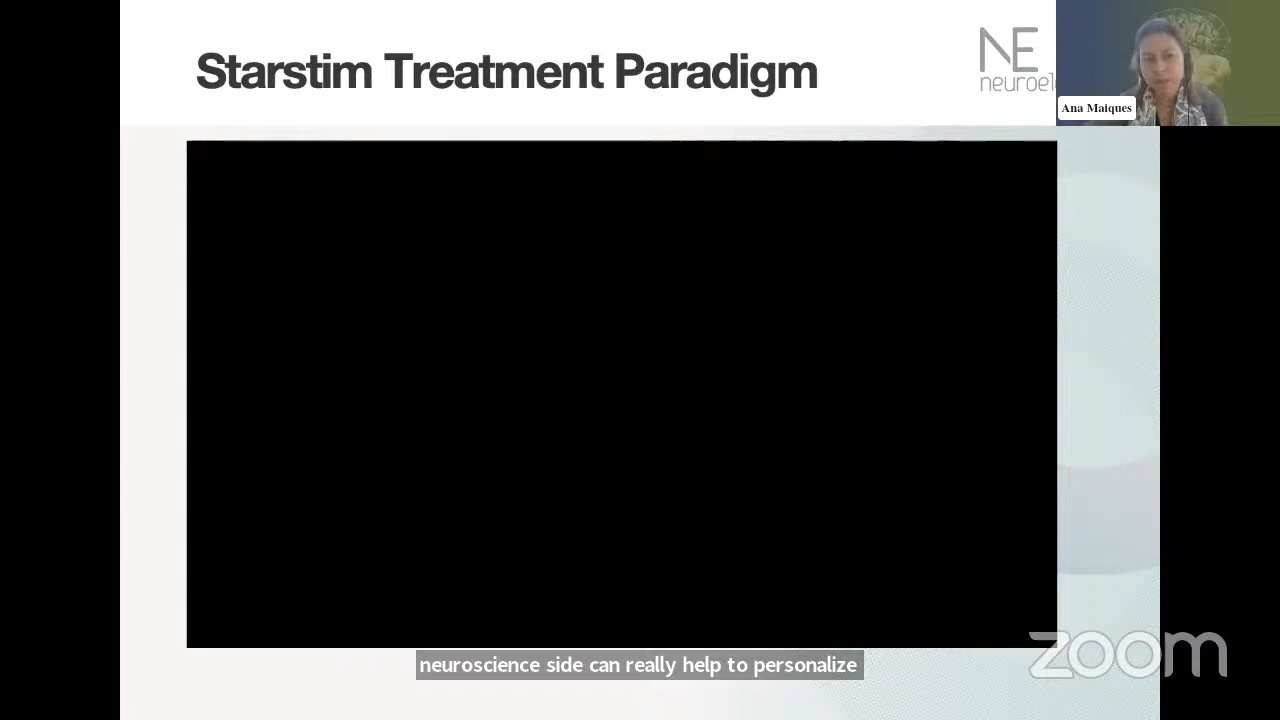 Starstim Treatment Paradigm
NE
neuroel
Ana Maiques
neuroscience side can really help to personalize
zoom